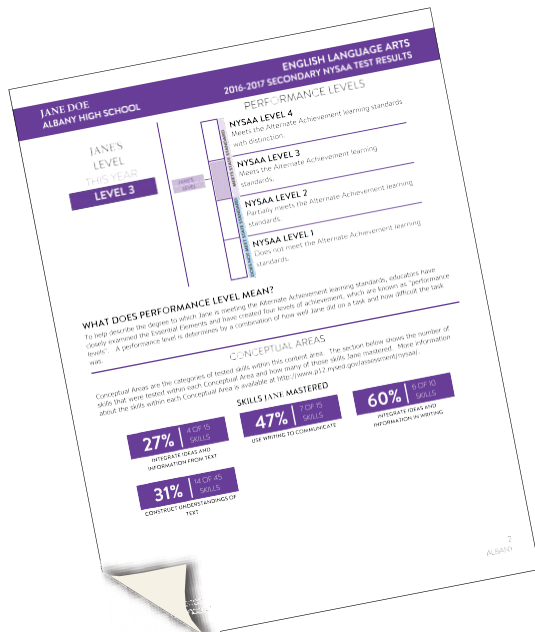 JANE DOE
ALBANY HIGH SCHOOL
ENGLISH LANGUAGE ARTS
2016-2017 SECONDARY NYSAA TEST RESULTS
JANE'S
LEVEL
THIS YEAR
LEVEL 3
JANE'S
LEVEL
PERFORMANCE LEVELS
NYSAA LEVEL 4
Meets the Alternate Achievement learning standards
with distinction.
NYSAA LEVEL 3
Meets the Alternate Achievement learning
standards.
NYSAA LEVEL 2
Partially meets the Alternate Achievement learning
standards.
NYSAA LEVEL 1
Does not meet the Alternate Achievement learning
standards.
WHAT DOES PERFORMANCE LEVEL MEAN?
To help describe the degree to which Jane is meeting the Alternate Achievement learning standards, educators have
closely examined the Essential Elements and have created four levels of achievement, which are known as "performance
levels". A performance level is determines by a combination of how well Jane did on a task and how difficult the task
was.
CONCEPTUAL AREAS
Conceptual Areas are the categories of tested skills within this content area. The section below shows the number of
skills that were tested within each Conceptual Area and how many of those skills Jane mastered. More information
about the skills within each Conceptual Area is available at http://www.p12.nysed.gov/assessment/nysaa/.
SKILLS JANE MASTERED
27% 4 OF 15
SKILLS
INTEGRATE IDEAS AND
INFORMATION FROM TEXT
47% 7 OF 15
SKILLS
USE WRITING TO COMMUNICATE
60% 6 OF 10
SKILLS
INTEGRATE IDEAS AND
INFORMATION IN WRITING
31% 14 OF 45
SKILLS
CONSTRUCT UNDERSTANDINGS OF
TEXT
2
ALBANY